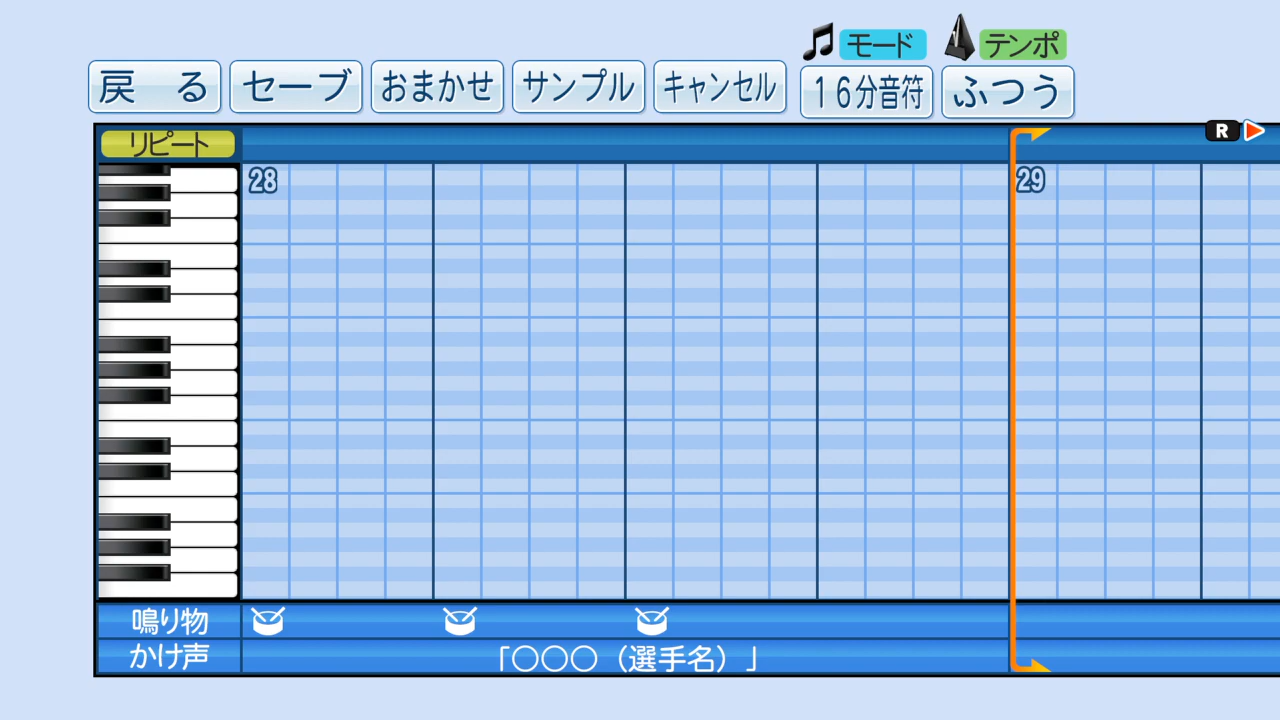 モード
テンポ
戻 る
セーブ
おまかせ
サンプル
キャンセル
16分音符
ふつう
リピート
R
28
29
鳴り物
かけ声
「○○○（選手名）」